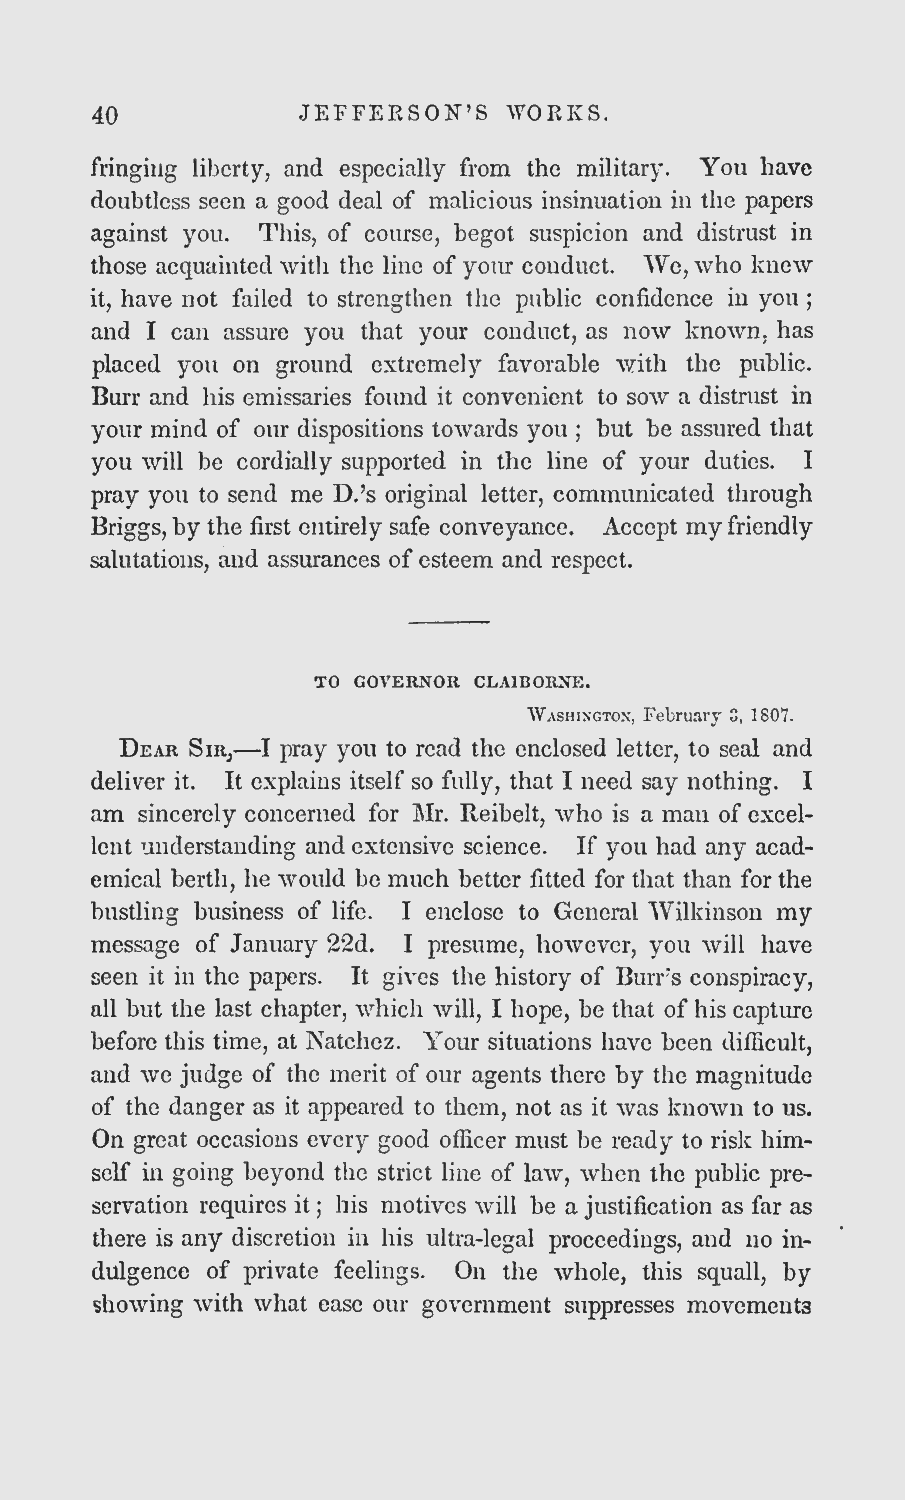 40 JEFFERSON'S WORKS.
fringing liberty, and especially from the military. You have
doubtless seen a good deal of malicious insinuation in the papers
against you. This, of course, begot suspicion and distrust in
those acquainted with the line of your conduct. We, who knew
it, have not failed to strengthen the public confidence in you ;
and I can assure you that your conduct, as now known, has
placed you on ground extremely favorable with the public.
Burr and his emissaries found it convenient to sow a distrust in
your mind of our dispositions towards you ; but be assured that
you will be cordially supported in the line of your duties. I
pray you to send me D.'s original letter, communicated through
Briggs, by the first entirely safe conveyance. Accept my friendly
salutations, and assurances of esteem and respect.
TO GOVERNOR CLAIBORNE.
WASHINGTON, February 3, 1807.
DEAR SIR,—I pray you to read the enclosed letter, to seal and
deliver it. It explains itself so fully, that I need say nothing. I
am sincerely concerned for Mr. Reibelt, who is a man of excel-
lent understanding and extensive science. If you had any acad-
emical berth, he would be much better fitted for that than for the
bustling business of life. I enclose to General Wilkinson my
message of January 22d. I presume, however, you will have
seen it in the papers. It gives the history of Burr's conspiracy,
all but the last chapter, which will, I hope, be that of his capture
before this time, at Natchez. Your situations have been difficult,
and we judge of the merit of our agents there by the magnitude
of the danger as it appeared to them, not as it was known to us.
On great occasions every good officer must be ready to risk him-
self in going beyond the strict line of law, when the public pre-
servation requires it ; his motives will be a justification as far as
there is any discretion in his ultra-legal proceedings, and no in-
dulgence of private feelings. On the whole, this squall, by
showing with what ease our government suppresses movements